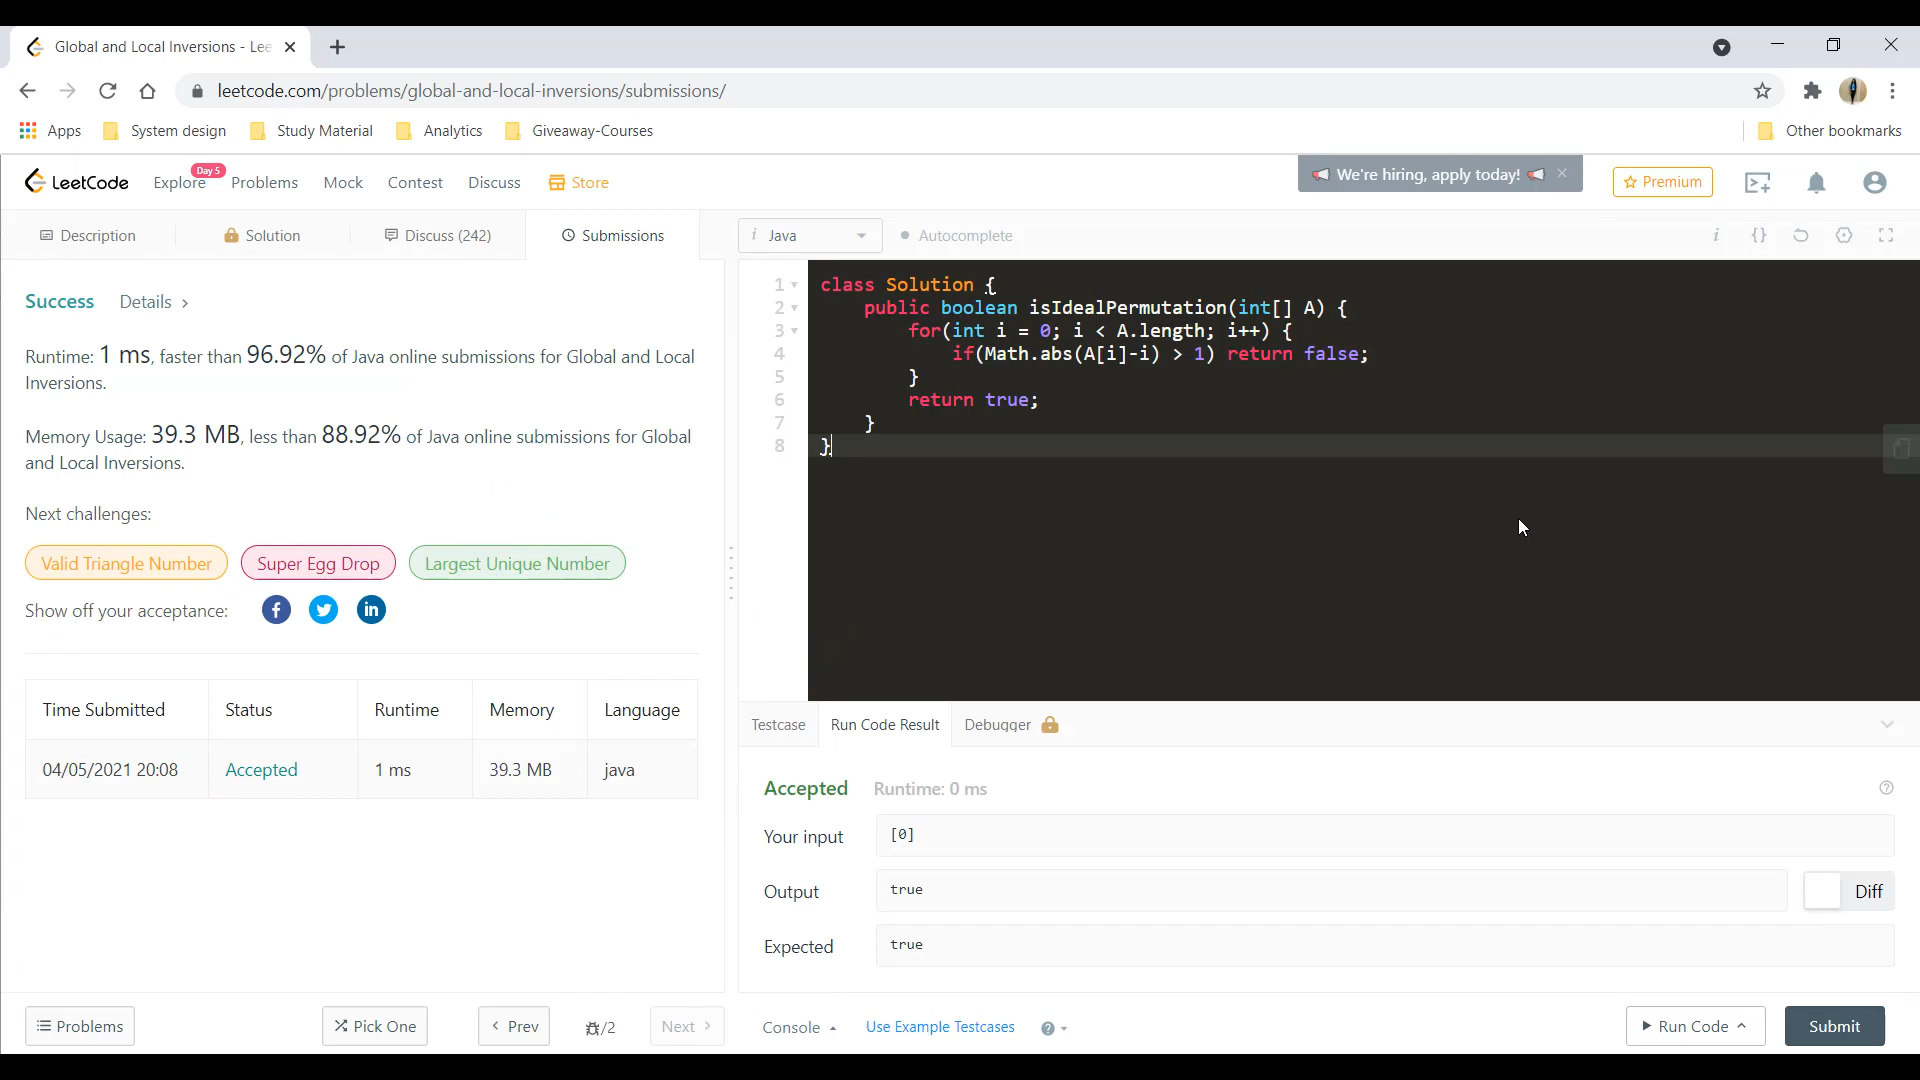 Global and Local Inversions - Lee
leetcode.com/problems/global-and-local-inversions/submissions/
Apps System design Study Material Analytics Giveaway-Courses Other bookmarks
LeetCode Explore Day 5 Problems Mock Contest Discuss Store We're hiring, apply today! Premium
Description Solution Discuss (242) Submissions
i Java Autocomplete i {}
Success Details >
Runtime: 1 ms, faster than 96.92% of Java online submissions for Global and Local
Inversions.
Memory Usage: 39.3 MB, less than 88.92% of Java online submissions for Global
and Local Inversions.
Next challenges:
Valid Triangle Number Super Egg Drop Largest Unique Number
Show off your acceptance: f in
Time Submitted Status Runtime Memory Language
04/05/2021 20:08 Accepted 1 ms 39.3 MB java
Problems Pick One < Prev /2 Next >
1 class Solution {
2 public boolean isIdealPermutation(int[] A) {
3 for(int i = 0; i < A.length; i++) {
4 if(Math.abs(A[i]-i) > 1) return false;
5 }
6 return true;
7 }
8 }
Testcase Run Code Result Debugger
Accepted Runtime: 0 ms ?
Your input [0]
Output true Diff
Expected true
Console Use Example Testcases ? Run Code Submit